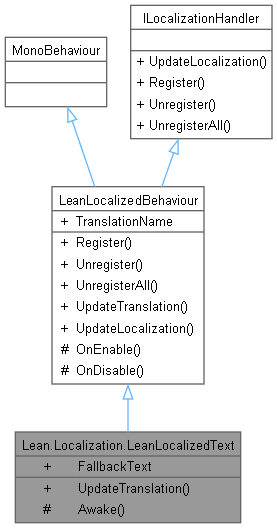 ILocalizationHandler
+ UpdateLocalization()
+ Register()
+ Unregister()
+ UnregisterAll()
MonoBehaviour
LeanLocalizedBehaviour
+ TranslationName
+ Register()
+ Unregister()
+ UnregisterAll()
+ UpdateTranslation()
+ UpdateLocalization()
# OnEnable()
# OnDisable()
Lean.Localization.LeanLocalizedText
+ FallbackText
+ UpdateTranslation()
# Awake()